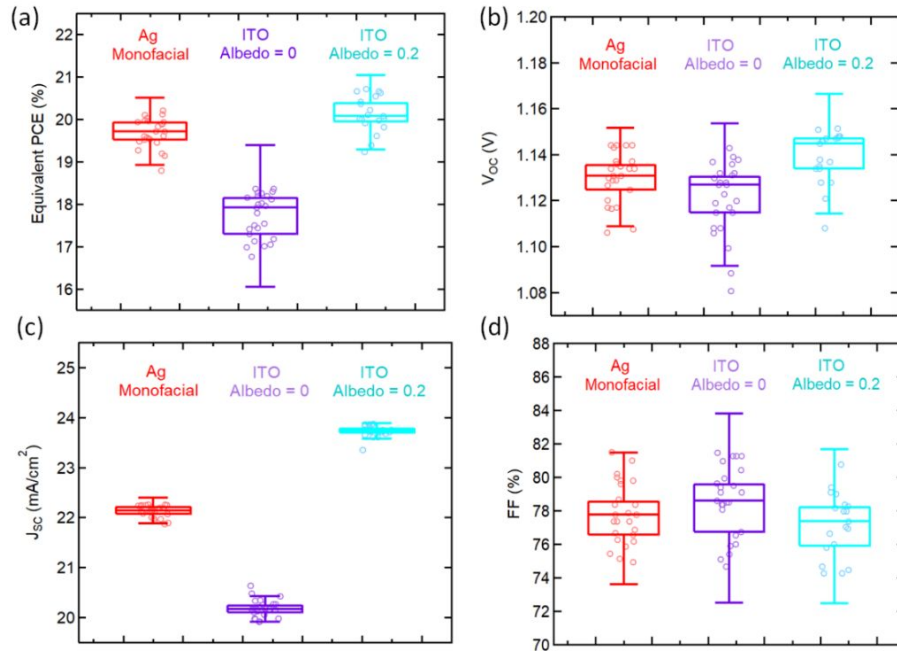 (a)
22
21
20
19
18
17
16
Equivalent PCE (%)
Ag
Monofacial
ITO
Albedo = 0
ITO
Albedo = 0.2
(b)
1.20
1.18
1.16
1.14
1.12
1.10
1.08
V_OC (V)
Ag
Monofacial
ITO
Albedo = 0
ITO
Albedo = 0.2
(c)
25
24
23
22
21
20
J_SC (mA/cm²)
Ag
Monofacial
ITO
Albedo = 0
ITO
Albedo = 0.2
(d)
88
86
84
82
80
78
76
74
72
70
FF (%)
Ag
Monofacial
ITO
Albedo = 0
ITO
Albedo = 0.2